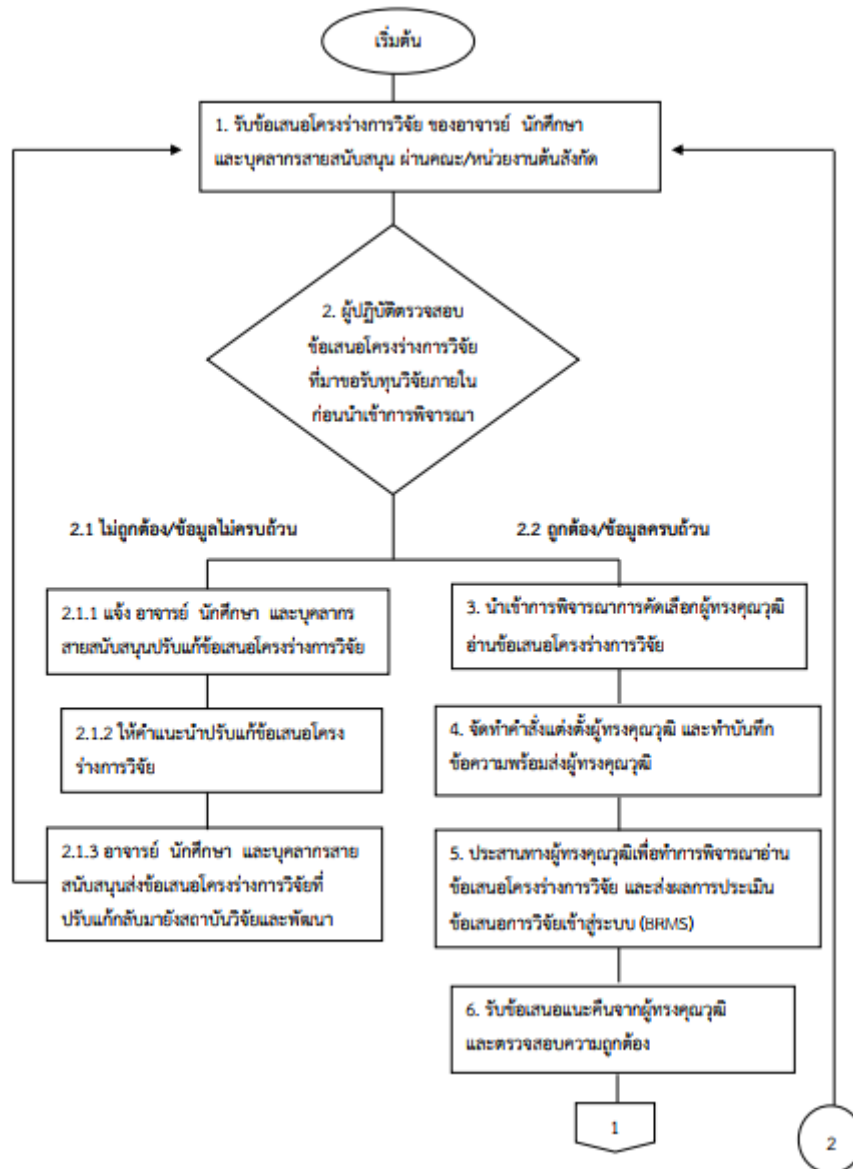 เริ่มต้น
1. รับข้อเสนอโครงร่างการวิจัย ของอาจารย์ นักศึกษา
และบุคลากรสายสนับสนุน ผ่านคณะ/หน่วยงานต้นสังกัด
2. ผู้ปฏิบัติตรวจสอบ
ข้อเสนอโครงร่างการวิจัย
ที่มาขอรับทุนวิจัยภายใน
ก่อนนำเข้าการพิจารณา
2.1 ไม่ถูกต้อง/ข้อมูลไม่ครบถ้วน
2.1.1 แจ้ง อาจารย์ นักศึกษา และบุคลากร
สายสนับสนุนปรับแก้ข้อเสนอโครงร่างการวิจัย
2.1.2 ให้คำแนะนำปรับแก้ข้อเสนอโครง
ร่างการวิจัย
2.1.3 อาจารย์ นักศึกษา และบุคลากรสาย
สนับสนุนส่งข้อเสนอโครงร่างการวิจัยที่
ปรับแก้กลับมายังสถาบันวิจัยและพัฒนา
2.2 ถูกต้อง/ข้อมูลครบถ้วน
3. นำเข้าการพิจารณาการคัดเลือกผู้ทรงคุณวุฒิ
อ่านข้อเสนอโครงร่างการวิจัย
4. จัดทำคำสั่งแต่งตั้งผู้ทรงคุณวุฒิ และทำบันทึก
ข้อความพร้อมส่งผู้ทรงคุณวุฒิ
5. ประสานทางผู้ทรงคุณวุฒิเพื่อทำการพิจารณาอ่าน
ข้อเสนอโครงร่างการวิจัย และส่งผลการประเมิน
ข้อเสนอการวิจัยเข้าสู่ระบบ (BRMS)
6. รับข้อเสนอแนะคืนจากผู้ทรงคุณวุฒิ
และตรวจสอบความถูกต้อง
1
2